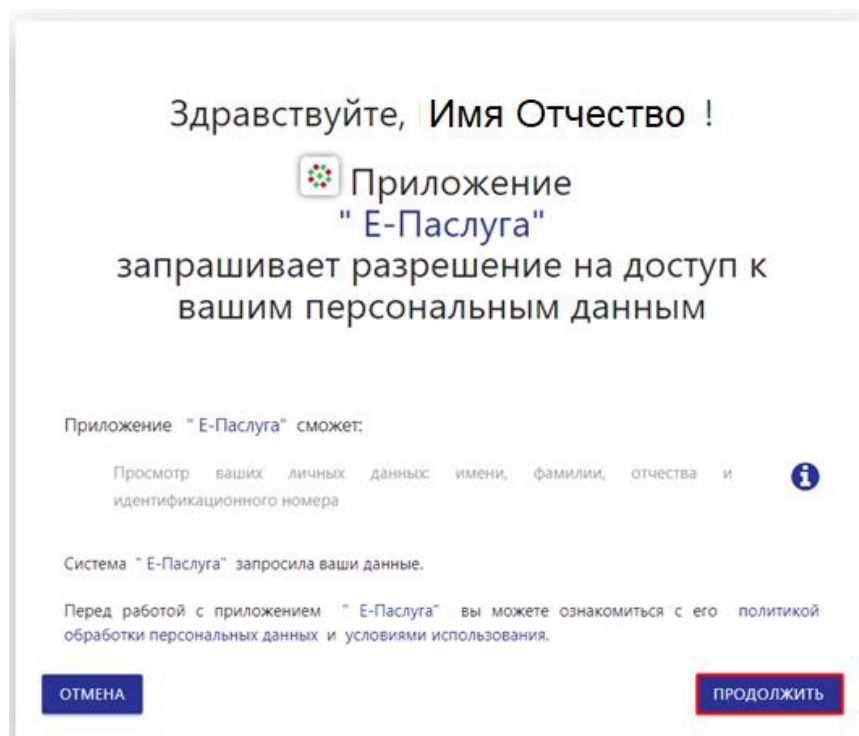 Здравствуйте, Имя Отчество !
Приложение
" Е-Паслуга"
запрашивает разрешение на доступ к
вашим персональным данным
Приложение " Е-Паслуга" сможет:
Просмотр ваших личных данных: имени, фамилии, отчества и
идентификационного номера
Система " Е-Паслуга" запросила ваши данные.
Перед работой с приложением " Е-Паслуга" вы можете ознакомиться с его политикой
обработки персональных данных и условиями использования.
ОТМЕНА
ПРОДОЛЖИТЬ